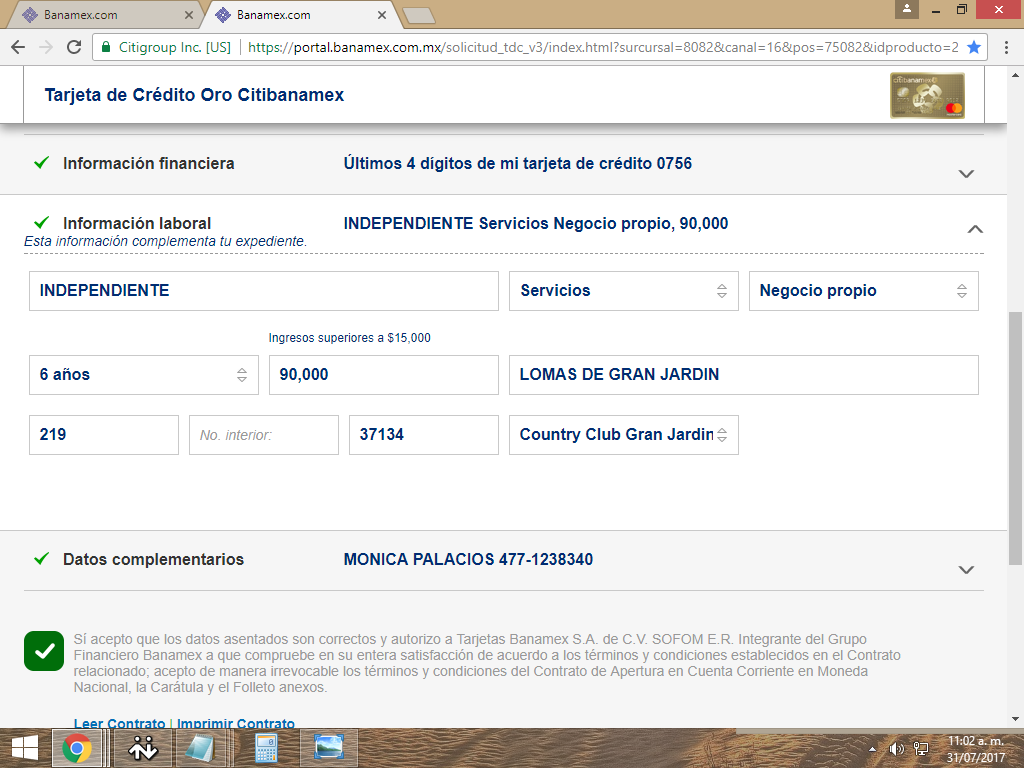 Banamex.com
Banamex.com
Citigroup Inc. [US]
https://portal.banamex.com.mx/solicitud_tdc_v3/index.html?surcursal=8082&canal=16&pos=75082&idproducto=2
Tarjeta de Crédito Oro Citibanamex
citibanamex
Información financiera
Últimos 4 dígitos de mi tarjeta de crédito 0756
Información laboral
INDEPENDIENTE Servicios Negocio propio, 90,000
Esta información complementa tu expediente.
INDEPENDIENTE
Servicios
Negocio propio
Ingresos superiores a $15,000
6 años
90,000
LOMAS DE GRAN JARDIN
219
No. interior:
37134
Country Club Gran Jardin
Datos complementarios
MONICA PALACIOS 477-1238340
Sí acepto que los datos asentados son correctos y autorizo a Tarjetas Banamex S.A. de C.V. SOFOM E.R. Integrante del Grupo
Financiero Banamex a que compruebe en su entera satisfacción de acuerdo a los términos y condiciones establecidos en el Contrato
relacionado; acepto de manera irrevocable los términos y condiciones del Contrato de Apertura en Cuenta Corriente en Moneda
Nacional, la Carátula y el Folleto anexos.
Leer Contrato | Imprimir Contrato
11:02 a. m.
31/07/2017